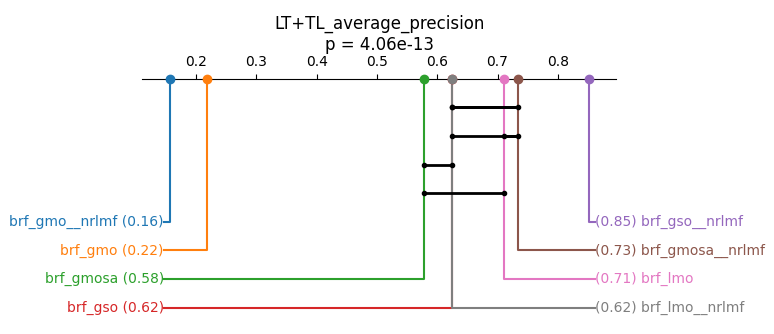 LT+TL_average_precision
p = 4.06e-13
0.2 0.3 0.4 0.5 0.6 0.7 0.8
brf_gmo__nrlmf (0.16) (0.85) brf_gso__nrlmf
brf_gmo (0.22) (0.73) brf_gmosa__nrlmf
brf_gmosa (0.58) (0.71) brf_lmo
brf_gso (0.62) (0.62) brf_lmo__nrlmf